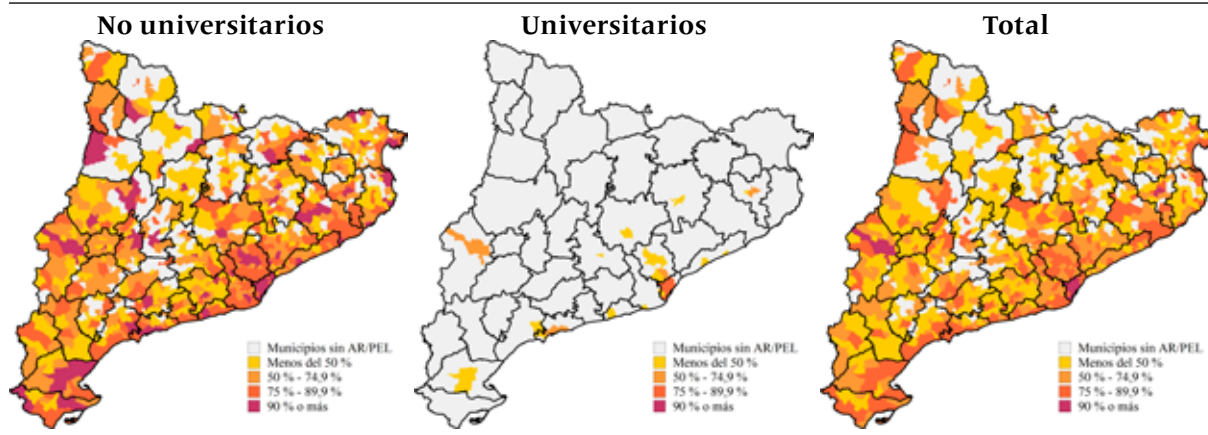 No universitarios
Universitarios
Total
Municipios sin AR/PEL
Menos del 50 %
50 % - 74,9 %
75 % - 89,9 %
90 % o más
Municipios sin AR/PEL
Menos del 50 %
50 % - 74,9 %
75 % - 89,9 %
90 % o más
Municipios sin AR/PEL
Menos del 50 %
50 % - 74,9 %
75 % - 89,9 %
90 % o más